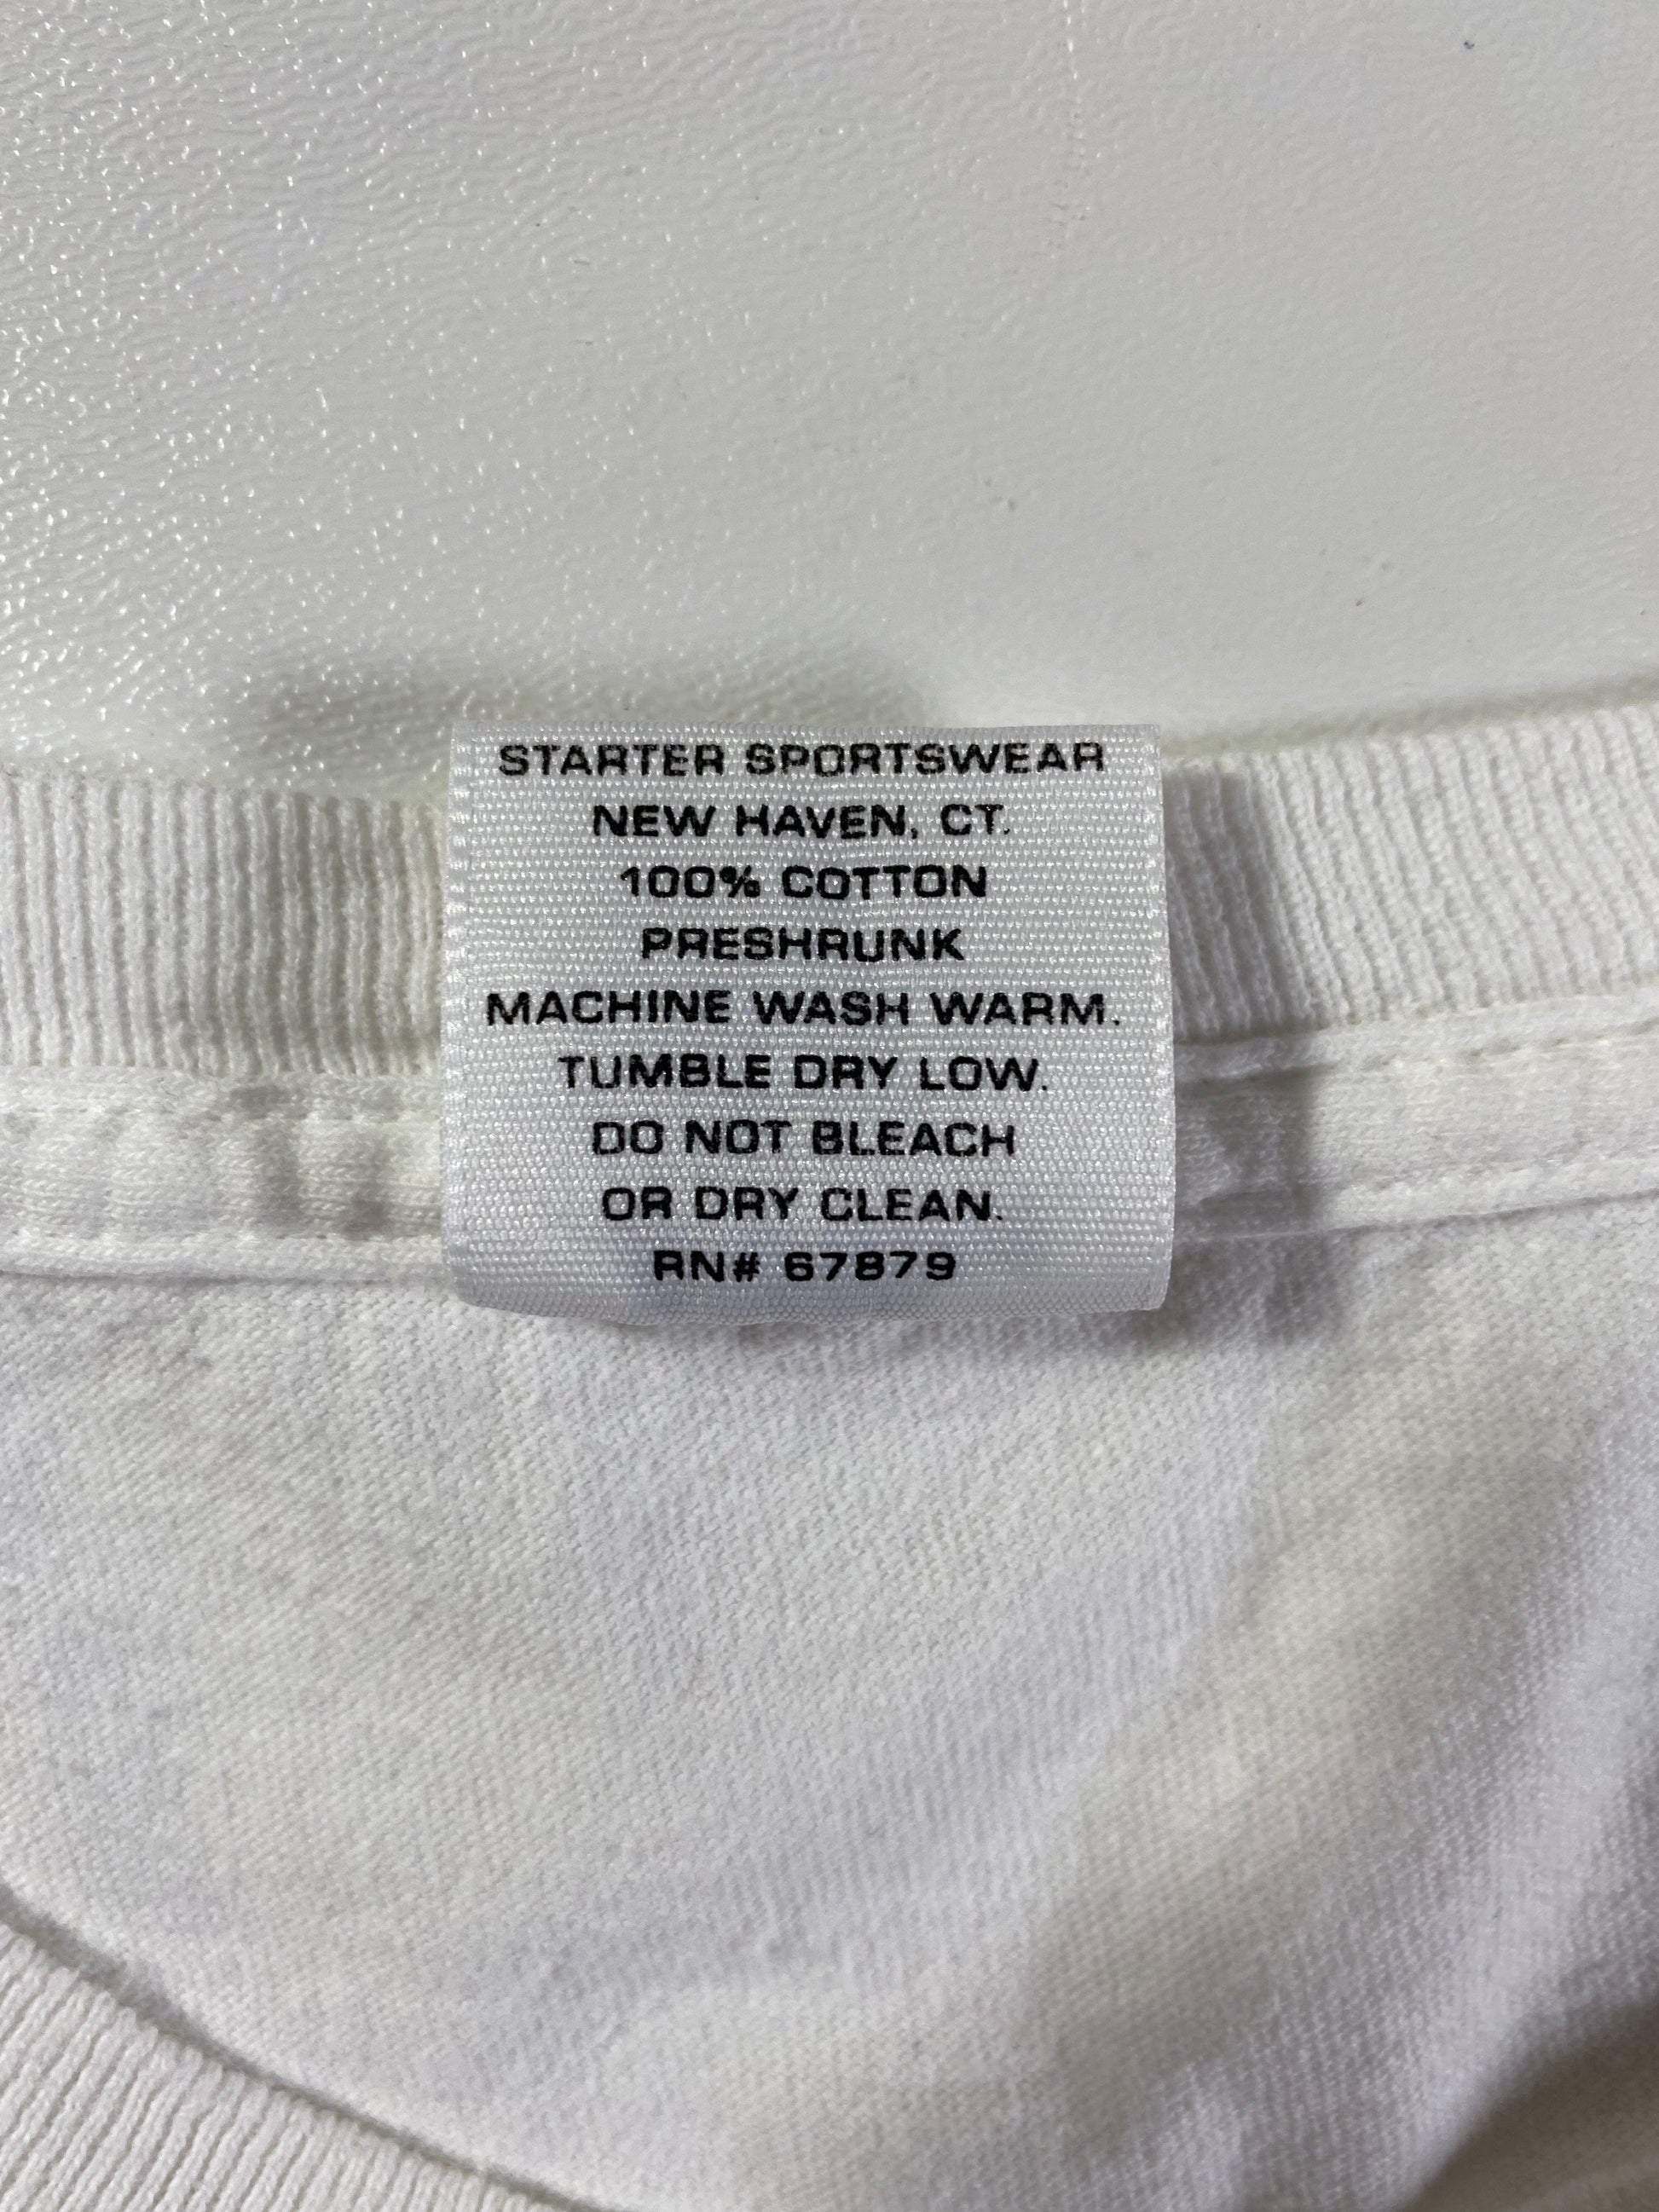 STARTER SPORTSWEAR
NEW HAVEN, CT.
100% COTTON
PRESHRUNK
MACHINE WASH WARM.
TUMBLE DRY LOW.
DO NOT BLEACH
OR DRY CLEAN.
RN# 67879